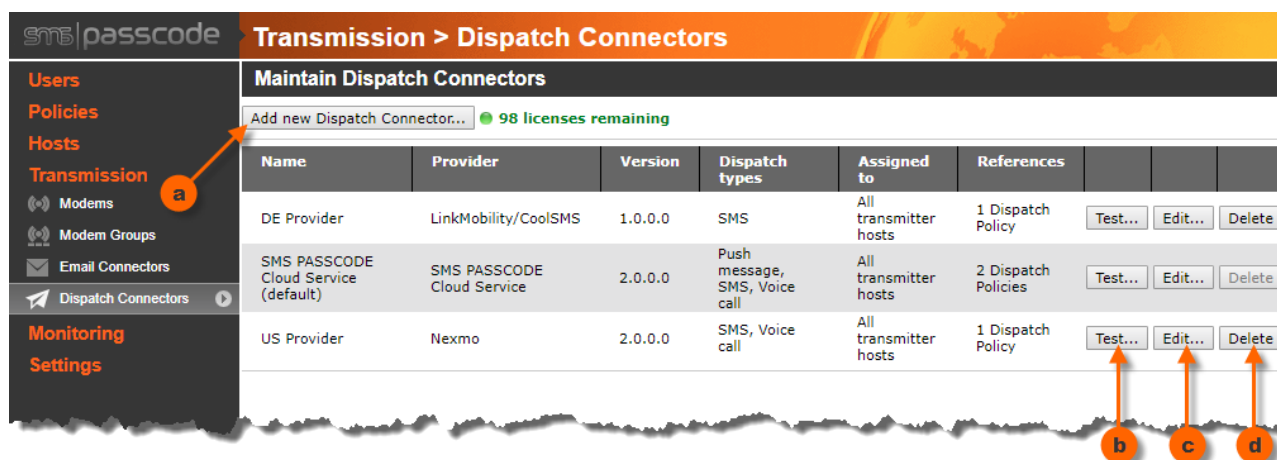 sms|passcode
Transmission > Dispatch Connectors
Users
Policies
Hosts
Transmission
Modems
Modem Groups
Email Connectors
Dispatch Connectors
Monitoring
Settings
Maintain Dispatch Connectors
Add new Dispatch Connector... 98 licenses remaining
a
Name Provider Version Dispatch types Assigned to References
DE Provider LinkMobility/CoolSMS 1.0.0.0 SMS All transmitter hosts 1 Dispatch Policy Test... Edit... Delete
SMS PASSCODE Cloud Service (default) SMS PASSCODE Cloud Service 2.0.0.0 Push message, SMS, Voice call All transmitter hosts 2 Dispatch Policies Test... Edit... Delete
US Provider Nexmo 2.0.0.0 SMS, Voice call All transmitter hosts 1 Dispatch Policy Test... Edit... Delete
b c d